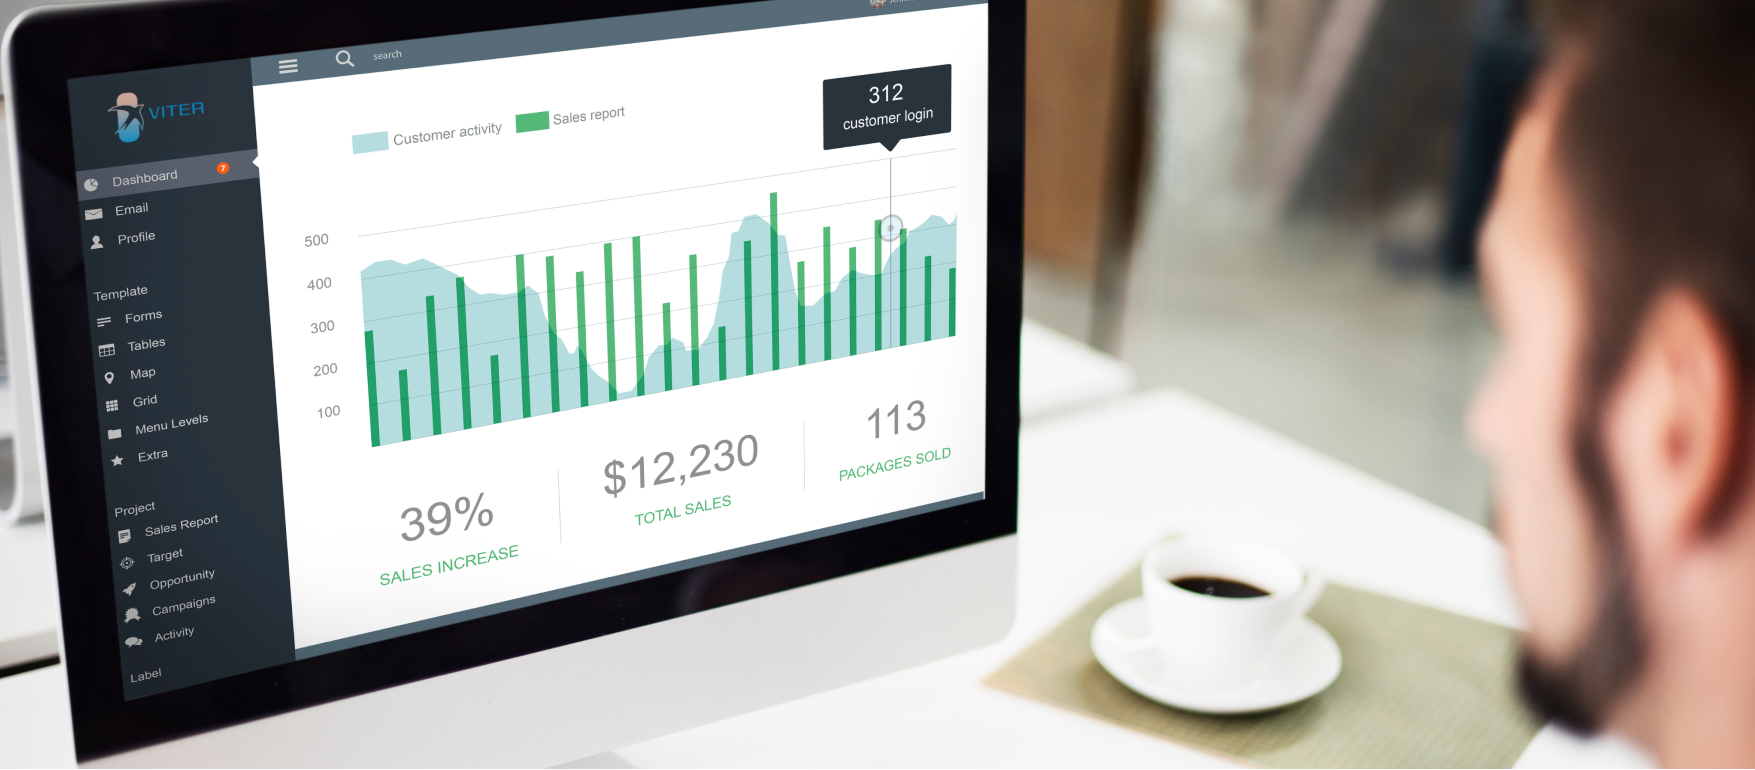 search
VITER
Dashboard 7
Email
Profile
Template
Forms
Tables
Map
Grid
Menu Levels
Extra
Project
Sales Report
Target
Opportunity
Campaigns
Activity
Label
Customer activity
Sales report
312
customer login
500
400
300
200
100
39%
SALES INCREASE
$12,230
TOTAL SALES
113
PACKAGES SOLD